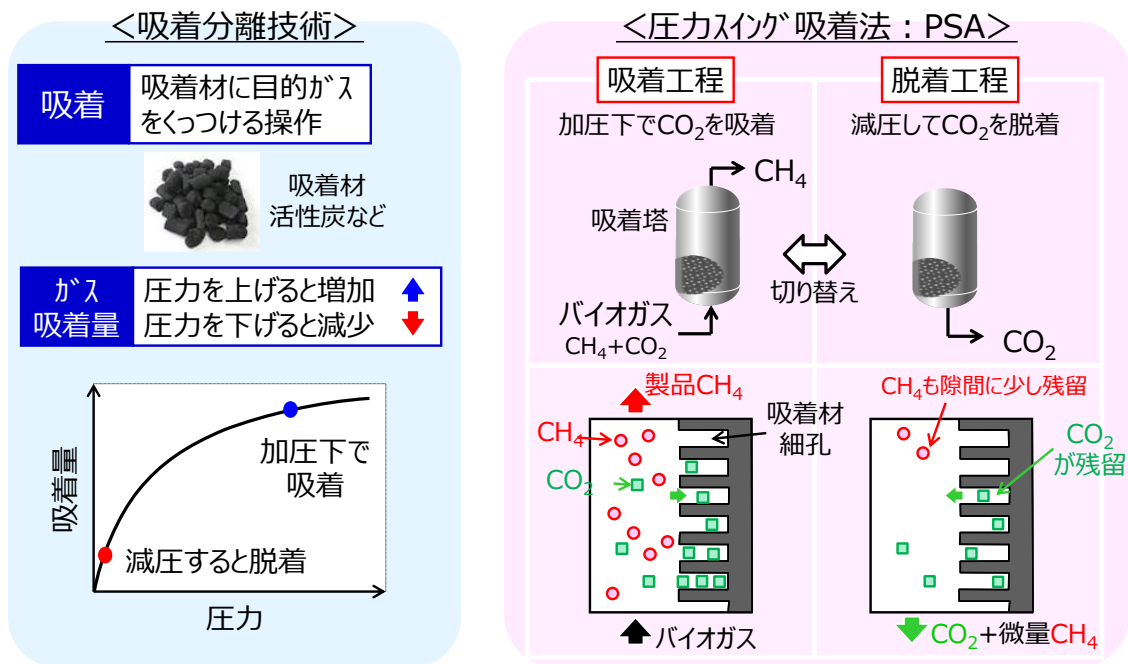 <吸着分離技術>
吸着
吸着材に目的ｶﾞｽ
をくっつける操作
吸着材
活性炭など
ｶﾞｽ
吸着量
圧力を上げると増加
圧力を下げると減少
吸着量
加圧下で
吸着
減圧すると脱着
圧力
<圧力ｽｲﾝｸﾞ吸着法：PSA>
吸着工程
加圧下でCO₂を吸着
CH₄
吸着塔
バイオガス
CH₄+CO₂
切り替え
脱着工程
減圧してCO₂を脱着
CO₂
製品CH₄
CH₄
CO₂
吸着材
細孔
バイオガス
CH₄も隙間に少し残留
CO₂
が残留
CO₂+微量CH₄